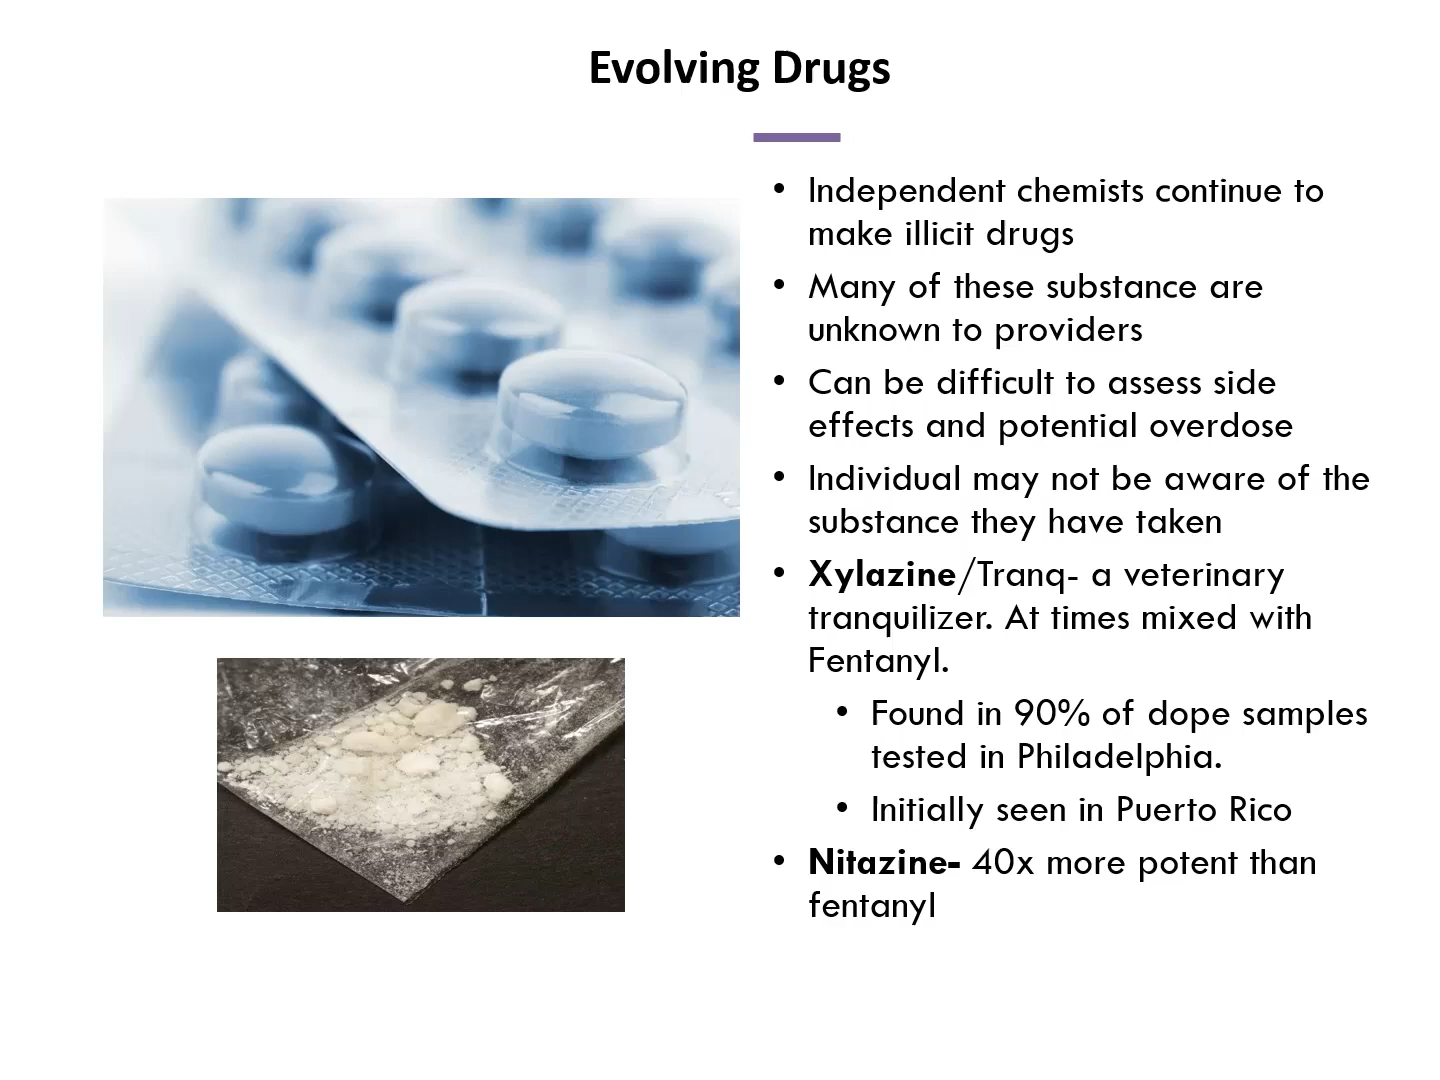 Evolving Drugs
• Independent chemists continue to
make illicit drugs
• Many of these substance are
unknown to providers
• Can be difficult to assess side
effects and potential overdose
• Individual may not be aware of the
substance they have taken
• Xylazine/Tranq- a veterinary
tranquilizer. At times mixed with
Fentanyl.
• Found in 90% of dope samples
tested in Philadelphia.
• Initially seen in Puerto Rico
• Nitazine- 40x more potent than
fentanyl